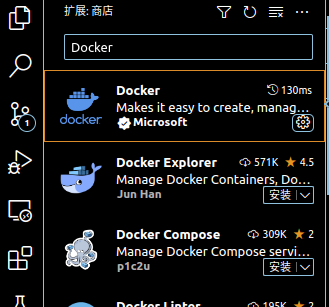 扩展: 商店
Docker
Docker 130ms
Makes it easy to create, manag...
docker Microsoft
Docker Explorer 571K ★ 4.5
Manage Docker Containers, Do...
Jun Han 安装
1
Docker Compose 309K ★ 2
Manage Docker Compose servi...
p1c2u 安装
Docker Linter 195K ★ 2